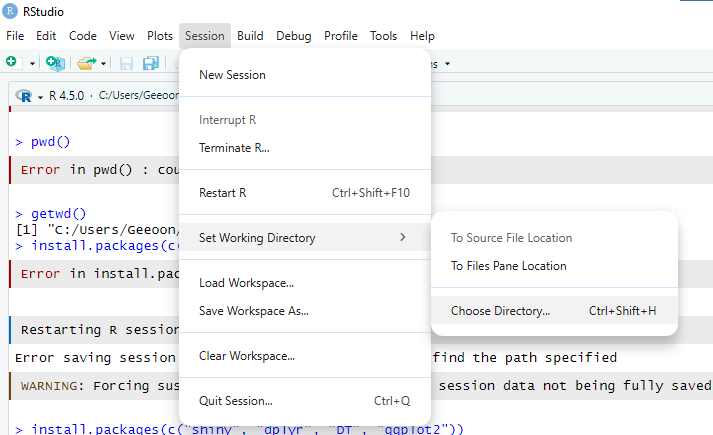 RStudio
File Edit Code View Plots Session Build Debug Profile Tools Help
R 4.5.0 · C:/Users/Geeoon
New Session
Interrupt R
Terminate R...
Restart R Ctrl+Shift+F10
Set Working Directory
Load Workspace...
Save Workspace As...
Clear Workspace...
Quit Session... Ctrl+Q
To Source File Location
To Files Pane Location
Choose Directory... Ctrl+Shift+H
> pwd()
Error in pwd() : cou
> getwd()
[1] "C:/Users/Geeoon/
> install.packages(c(
Error in install.pac
Restarting R session
Error saving session find the path specified
WARNING: Forcing sus session data not being fully saved
> install.packages(c("shiny", "dplyr", "DT", "ggplot2"))